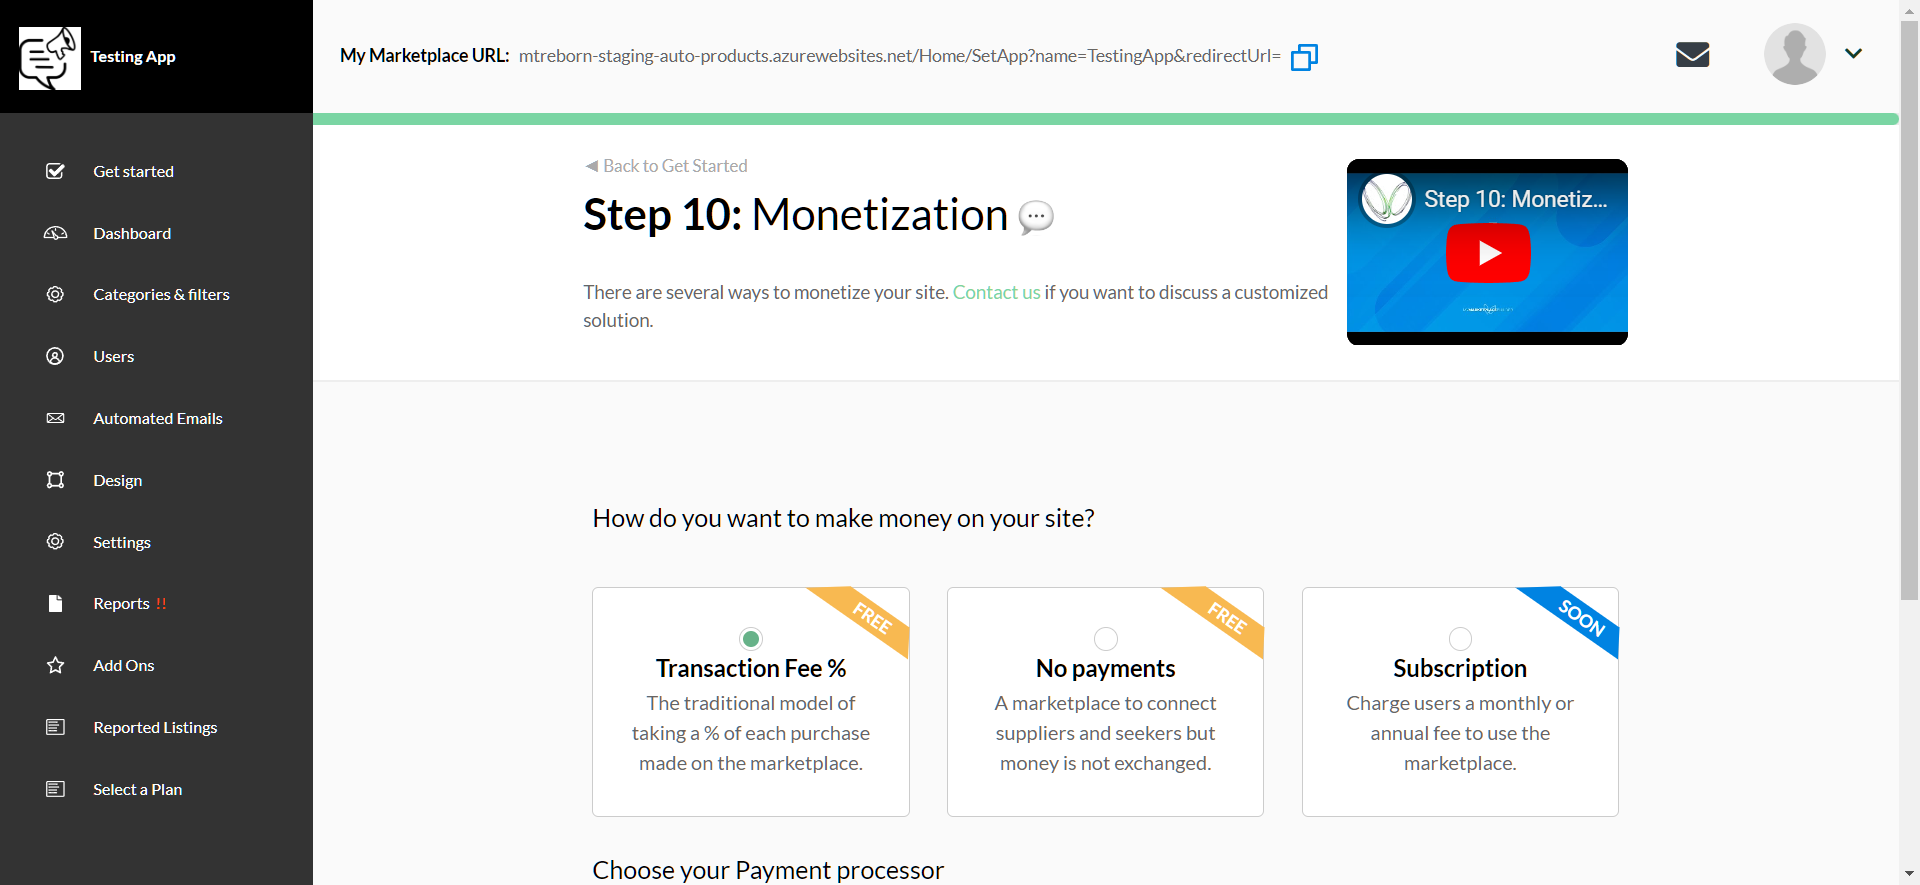 Testing App
My Marketplace URL: mtreborn-staging-auto-products.azurewebsites.net/Home/SetApp?name=TestingApp&redirectUrl=
Get started
Dashboard
Categories & filters
Users
Automated Emails
Design
Settings
Reports !!
Add Ons
Reported Listings
Select a Plan
◄ Back to Get Started
Step 10: Monetization
There are several ways to monetize your site. Contact us if you want to discuss a customized
solution.
Step 10: Monetiz...
How do you want to make money on your site?
FREE
Transaction Fee %
The traditional model of
taking a % of each purchase
made on the marketplace.
FREE
No payments
A marketplace to connect
suppliers and seekers but
money is not exchanged.
SOON
Subscription
Charge users a monthly or
annual fee to use the
marketplace.
Choose your Payment processor